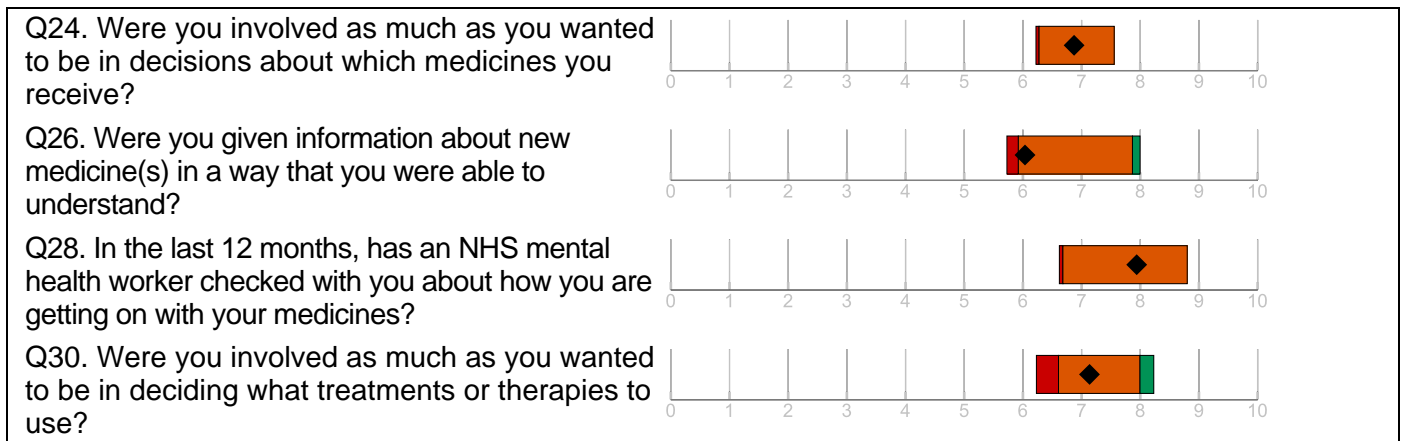 Q24. Were you involved as much as you wanted
to be in decisions about which medicines you
receive?
0 1 2 3 4 5 6 7 8 9 10
Q26. Were you given information about new
medicine(s) in a way that you were able to
understand?
0 1 2 3 4 5 6 7 8 9 10
Q28. In the last 12 months, has an NHS mental
health worker checked with you about how you are
getting on with your medicines?
0 1 2 3 4 5 6 7 8 9 10
Q30. Were you involved as much as you wanted
to be in deciding what treatments or therapies to
use?
0 1 2 3 4 5 6 7 8 9 10